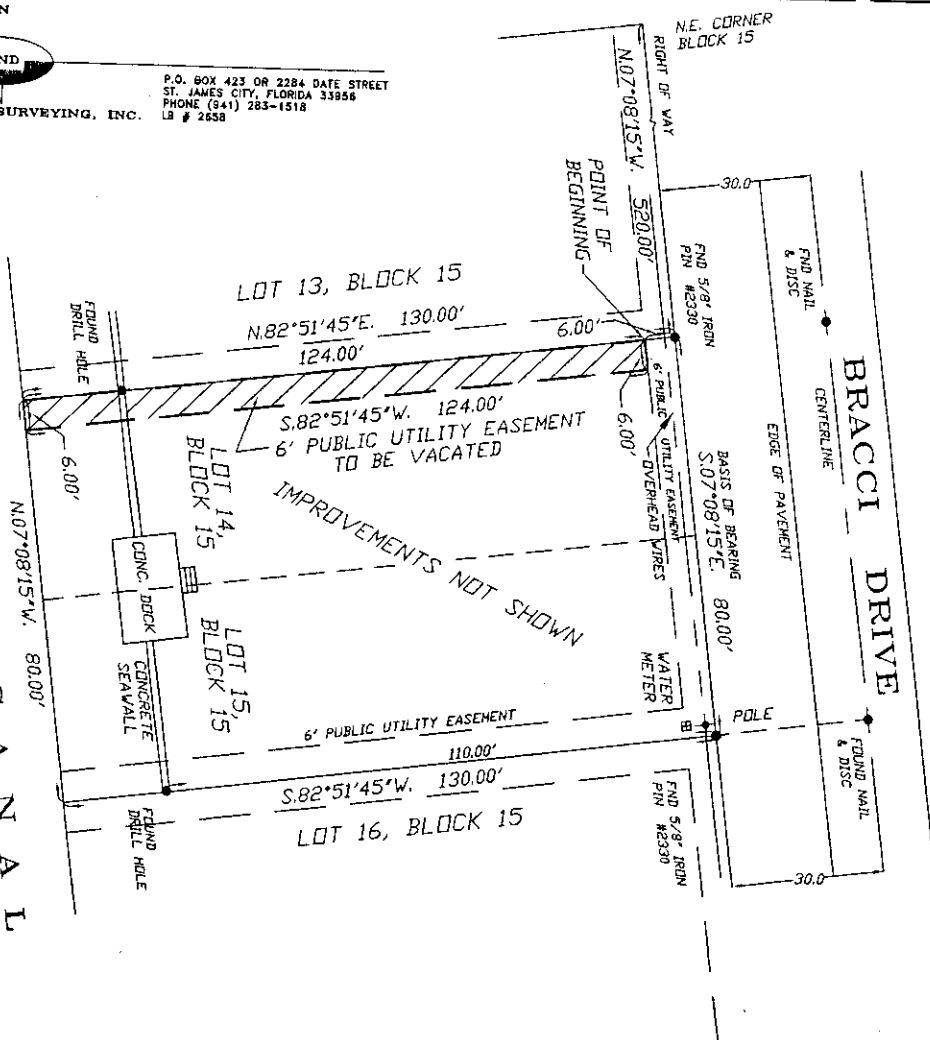 N
ND
SURVEYING, INC.
P.O. BOX 423 OR 2284 DATE STREET
ST. JAMES CITY, FLORIDA 33956
PHONE (941) 283-1518
LB # 2658
N.E. CORNER
BLOCK 15
RIGHT OF WAY
N.07°08'15"W. 520.00'
POINT OF
BEGINNING
30.0
FND NAIL
& DISC
FND 5/8" IRON
PIN
#2330
LOT 13, BLOCK 15
N.82°51'45"E. 130.00'
124.00'
6.00'
FOUND
DRILL HOLE
S.82°51'45"W. 124.00'
6' PUBLIC UTILITY EASEMENT
TO BE VACATED
6.00'
6.00'
6' PUBLIC UTILITY EASEMENT
OVERHEAD WIRES
BASIS OF BEARING
S.07°08'15"E. 80.00'
EDGE OF PAVEMENT
CENTERLINE
BRACCI DRIVE
LOT 14,
BLOCK 15
IMPROVEMENTS NOT SHOWN
N.07°08'15"W. 80.00'
CONC. DOCK
LOT 15,
BLOCK 15
CONCRETE
SEAWALL
WATER
METER
POLE
FOUND NAIL
& DISC
6' PUBLIC UTILITY EASEMENT
110.00'
S.82°51'45"W. 130.00'
FOUND
DRILL HOLE
LOT 16, BLOCK 15
FND 5/8" IRON
PIN
#2330
30.0
A N A L